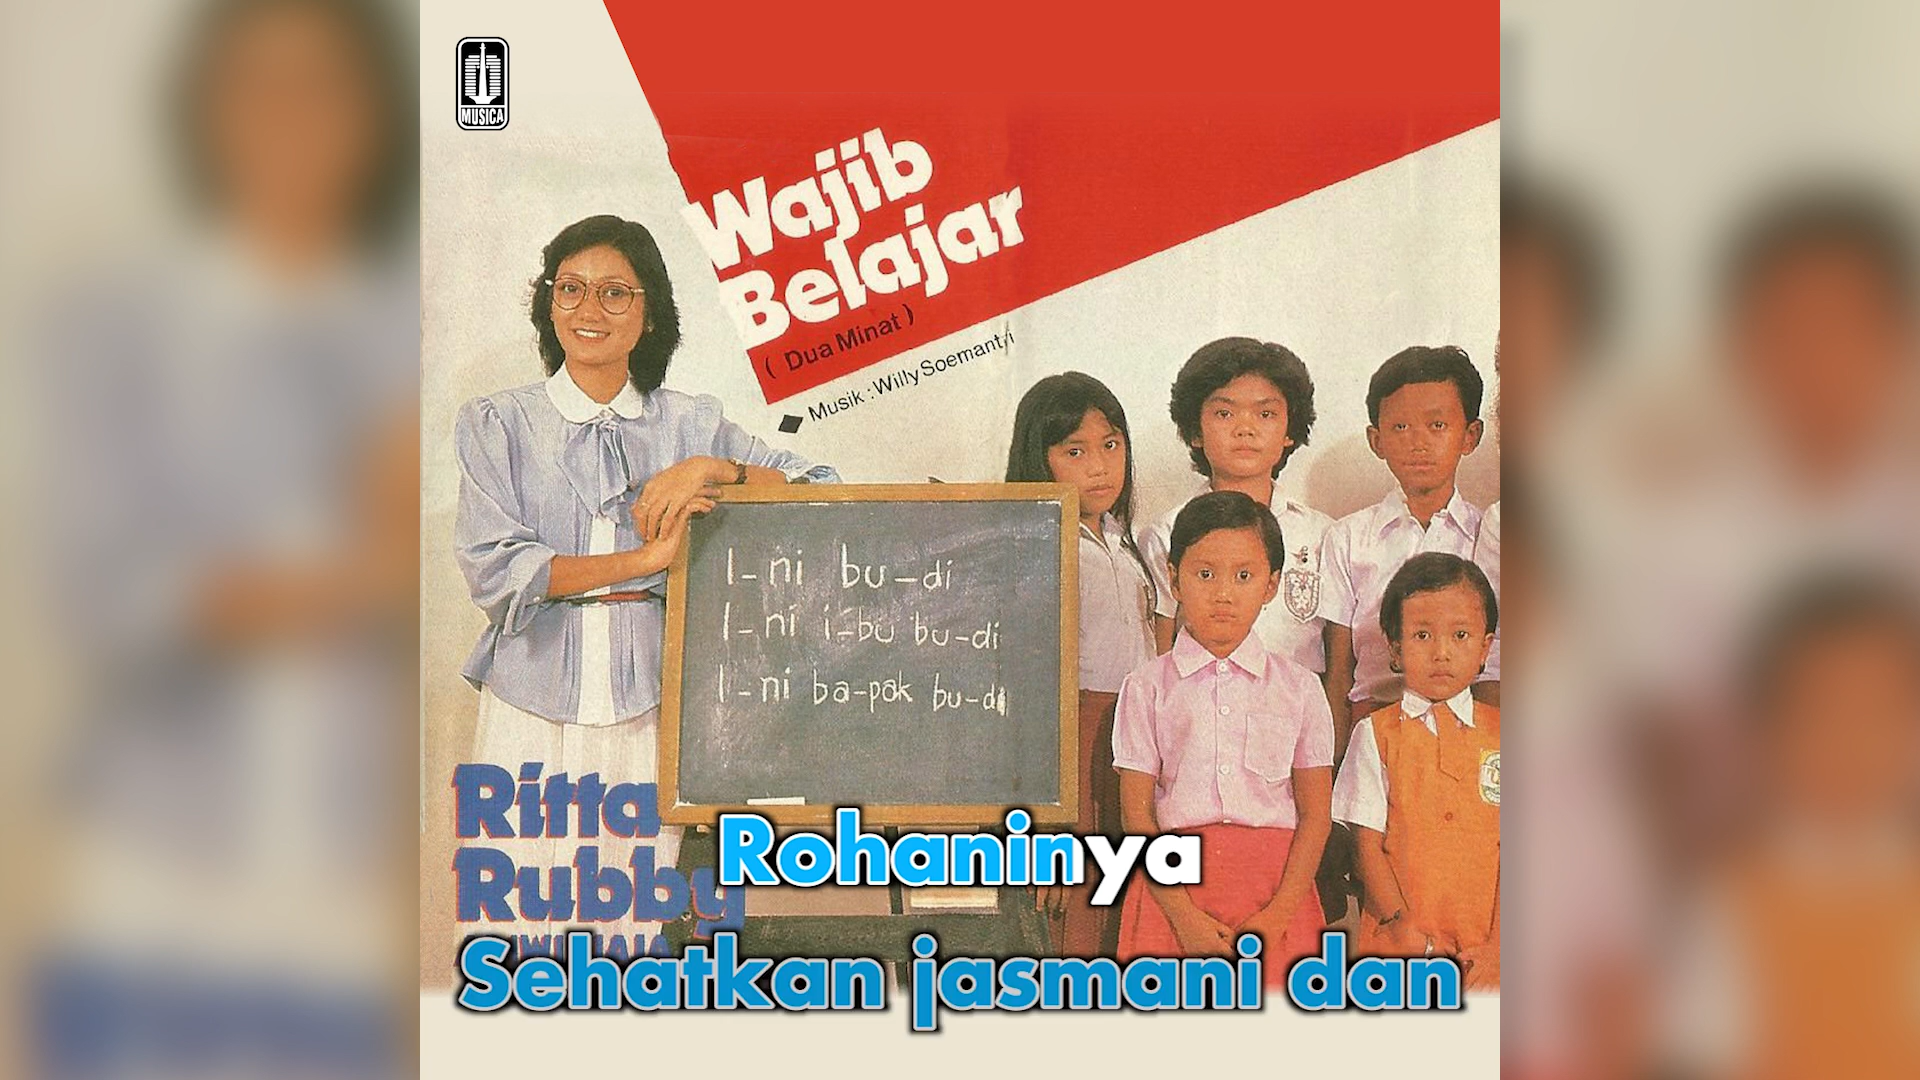 MUSICA
Wajib
Belajar
( Dua Minat )
Musik : Willy Soemantri
I-ni bu-di
I-ni i-bu bu-di
I-ni ba-pak bu-di
Ritta
Rubby
Rohaninya
Sehatkan jasmani dan